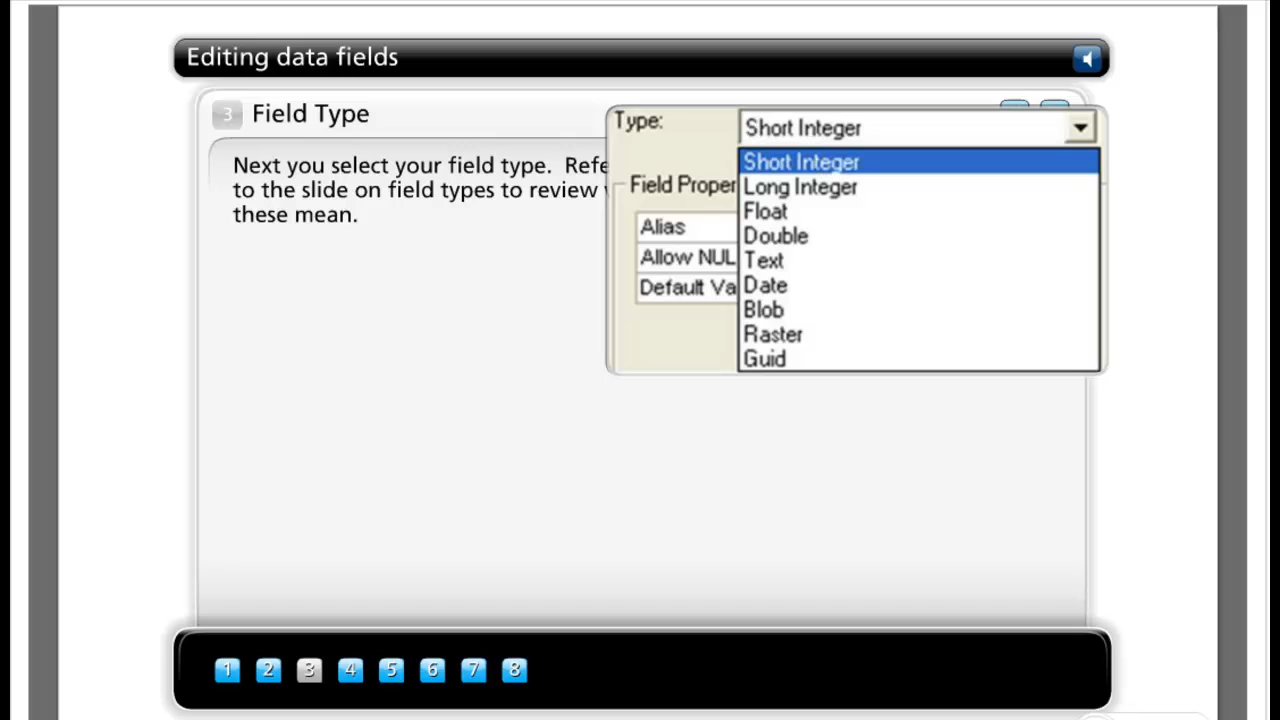 Editing data fields
3 Field Type
Next you select your field type. Refe
to the slide on field types to review
these mean.
Type:
Short Integer
Short Integer
Long Integer
Float
Double
Text
Date
Blob
Raster
Guid
Field Proper
Alias
Allow NUL
Default Va
1 2 3 4 5 6 7 8